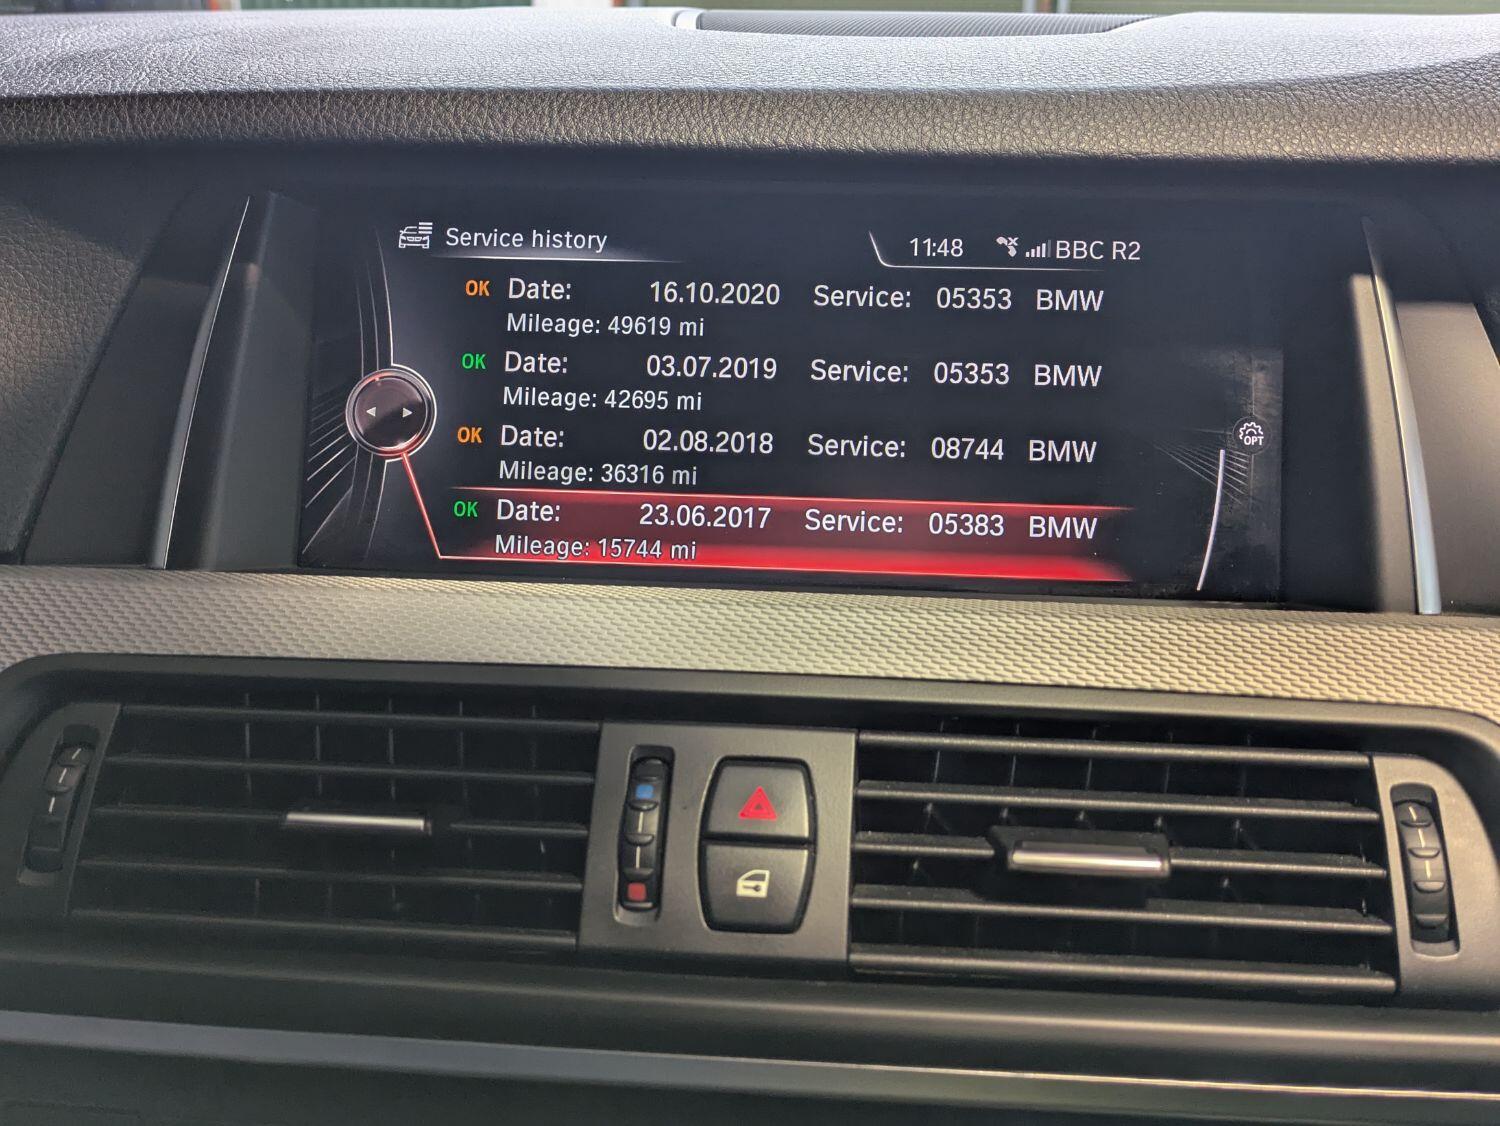 Service history
11:48 BBC R2
OK Date: 16.10.2020 Service: 05353 BMW
Mileage: 49619 mi
OK Date: 03.07.2019 Service: 05353 BMW
Mileage: 42695 mi
OK Date: 02.08.2018 Service: 08744 BMW
Mileage: 36316 mi
OK Date: 23.06.2017 Service: 05383 BMW
Mileage: 15744 mi
OPT